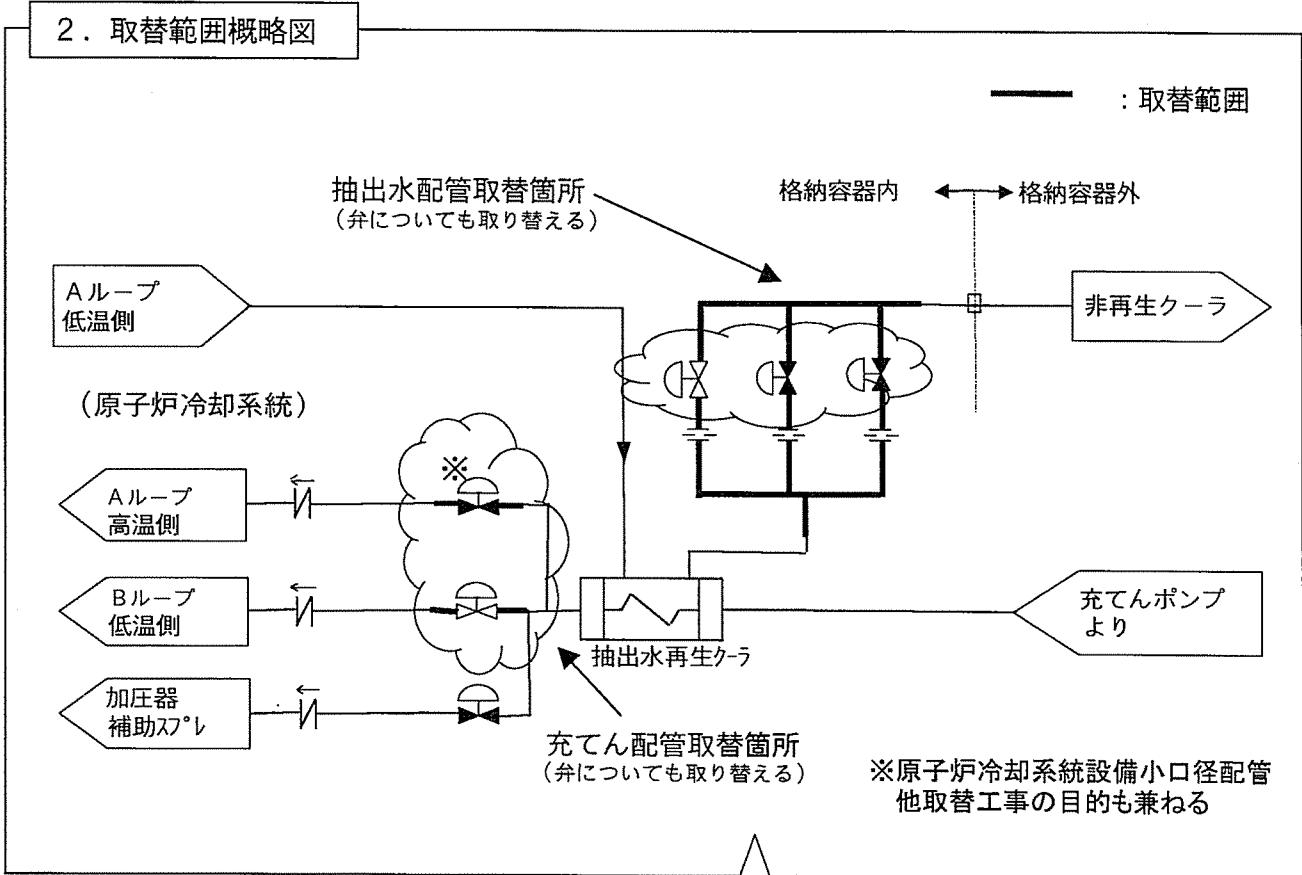 2．取替範囲概略図
：取替範囲
抽出水配管取替箇所
（弁についても取り替える）
格納容器内
格納容器外
Aループ
低温側
非再生クーラ
（原子炉冷却系統）
※
Aループ
高温側
Bループ
低温側
充てんポンプ
より
抽出水再生ｸｰﾗ
加圧器
補助ｽﾌﾟﾚ
充てん配管取替箇所
（弁についても取り替える）
※原子炉冷却系統設備小口径配管
他取替工事の目的も兼ねる